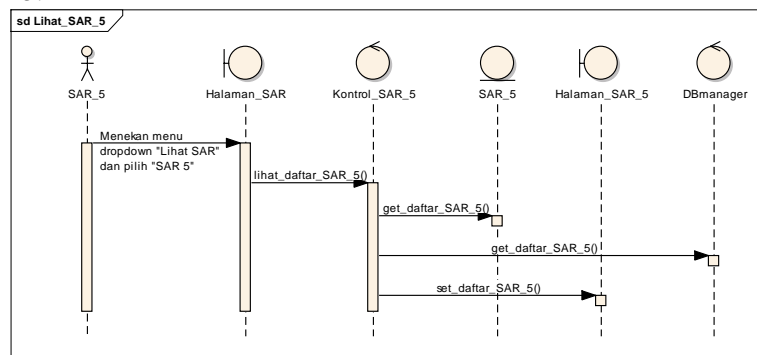 sd Lihat_SAR_5
SAR_5
Halaman_SAR
Kontrol_SAR_5
SAR_5
Halaman_SAR_5
DBmanager
Menekan menu
dropdown "Lihat SAR"
dan pilih "SAR 5"
lihat_daftar_SAR_5()
get_daftar_SAR_5()
get_daftar_SAR_5()
set_daftar_SAR_5()